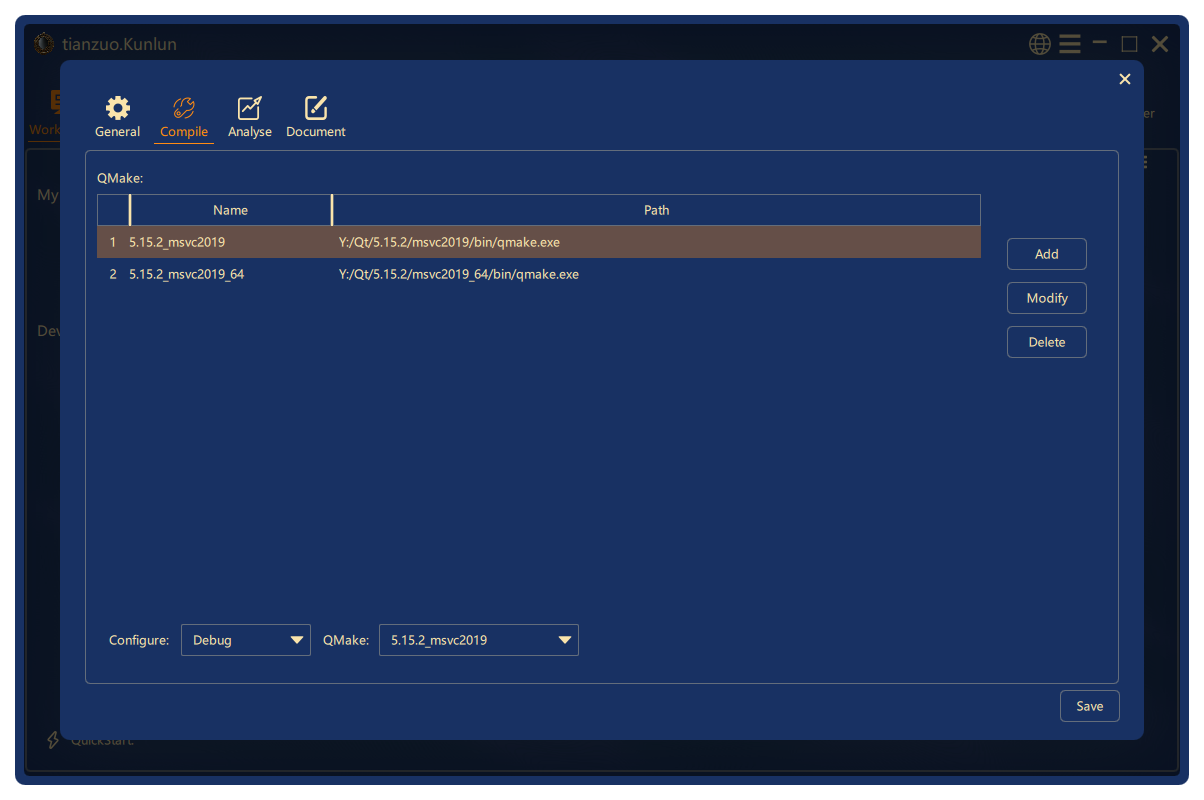 tianzuo.Kunlun
Work
er
General Compile Analyse Document
QMake:
My
Name Path
1 5.15.2_msvc2019 Y:/Qt/5.15.2/msvc2019/bin/qmake.exe
2 5.15.2_msvc2019_64 Y:/Qt/5.15.2/msvc2019_64/bin/qmake.exe
Add
Modify
Dev
Delete
Configure: Debug QMake: 5.15.2_msvc2019
Save
QuickStart: